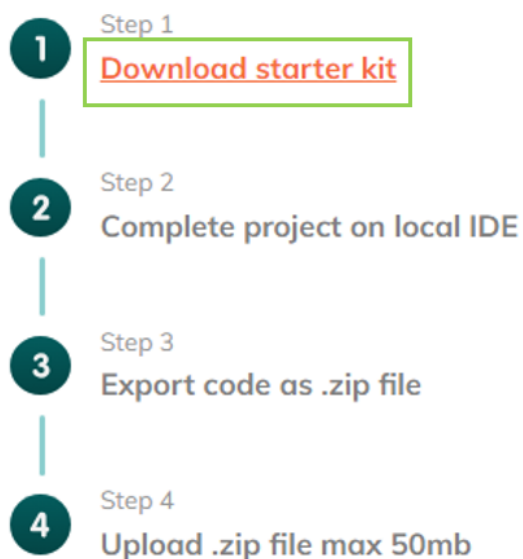 1
Step 1
Download starter kit
2
Step 2
Complete project on local IDE
3
Step 3
Export code as .zip file
4
Step 4
Upload .zip file max 50mb